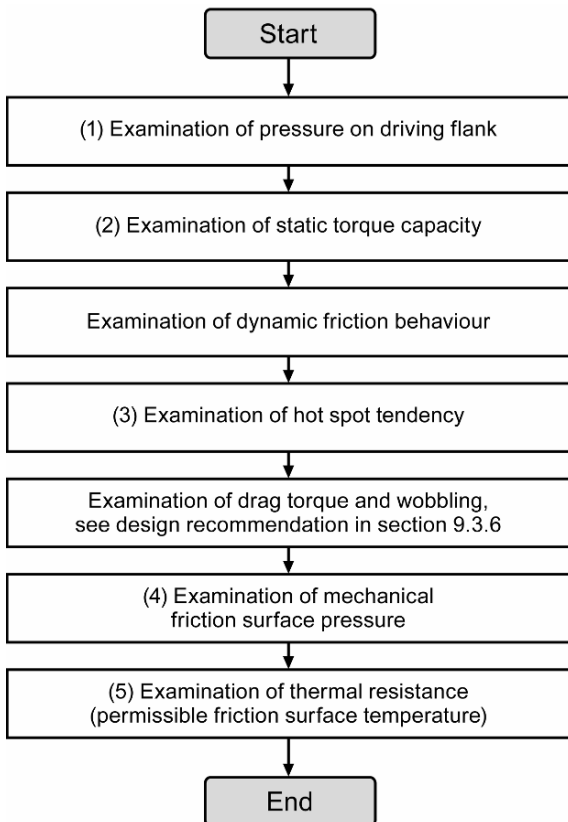 Start
(1) Examination of pressure on driving flank
(2) Examination of static torque capacity
Examination of dynamic friction behaviour
(3) Examination of hot spot tendency
Examination of drag torque and wobbling,
see design recommendation in section 9.3.6
(4) Examination of mechanical
friction surface pressure
(5) Examination of thermal resistance
(permissible friction surface temperature)
End